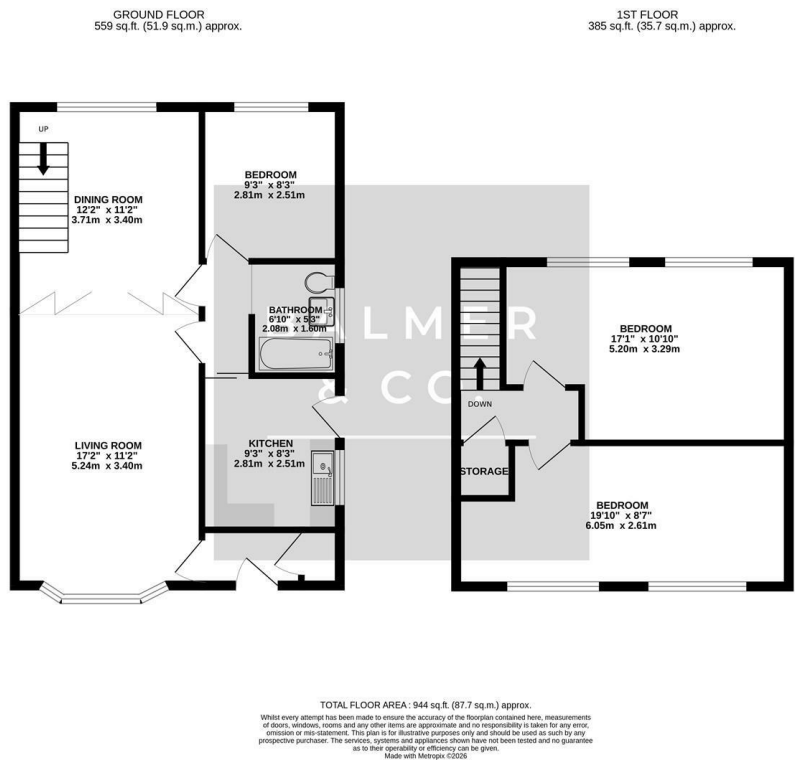 GROUND FLOOR
559 sq.ft. (51.9 sq.m.) approx.
1ST FLOOR
385 sq.ft. (35.7 sq.m.) approx.
UP
DINING ROOM
12'2" x 11'2"
3.71m x 3.40m
BEDROOM
9'3" x 8'3"
2.81m x 2.51m
BATHROOM
6'10" x 5'3"
2.08m x 1.60m
LIVING ROOM
17'2" x 11'2"
5.24m x 3.40m
KITCHEN
9'3" x 8'3"
2.81m x 2.51m
PALMER
& CO.
BEDROOM
17'1" x 10'10"
5.20m x 3.29m
DOWN
STORAGE
BEDROOM
19'10" x 8'7"
6.05m x 2.61m
TOTAL FLOOR AREA : 944 sq.ft. (87.7 sq.m.) approx.
Whilst every attempt has been made to ensure the accuracy of the floorplan contained here, measurements
of doors, windows, rooms and any other items are approximate and no responsibility is taken for any error,
omission or mis-statement. This plan is for illustrative purposes only and should be used as such by any
prospective purchaser. The services, systems and appliances shown have not been tested and no guarantee
as to their operability or efficiency can be given.
Made with Metropix ©2026